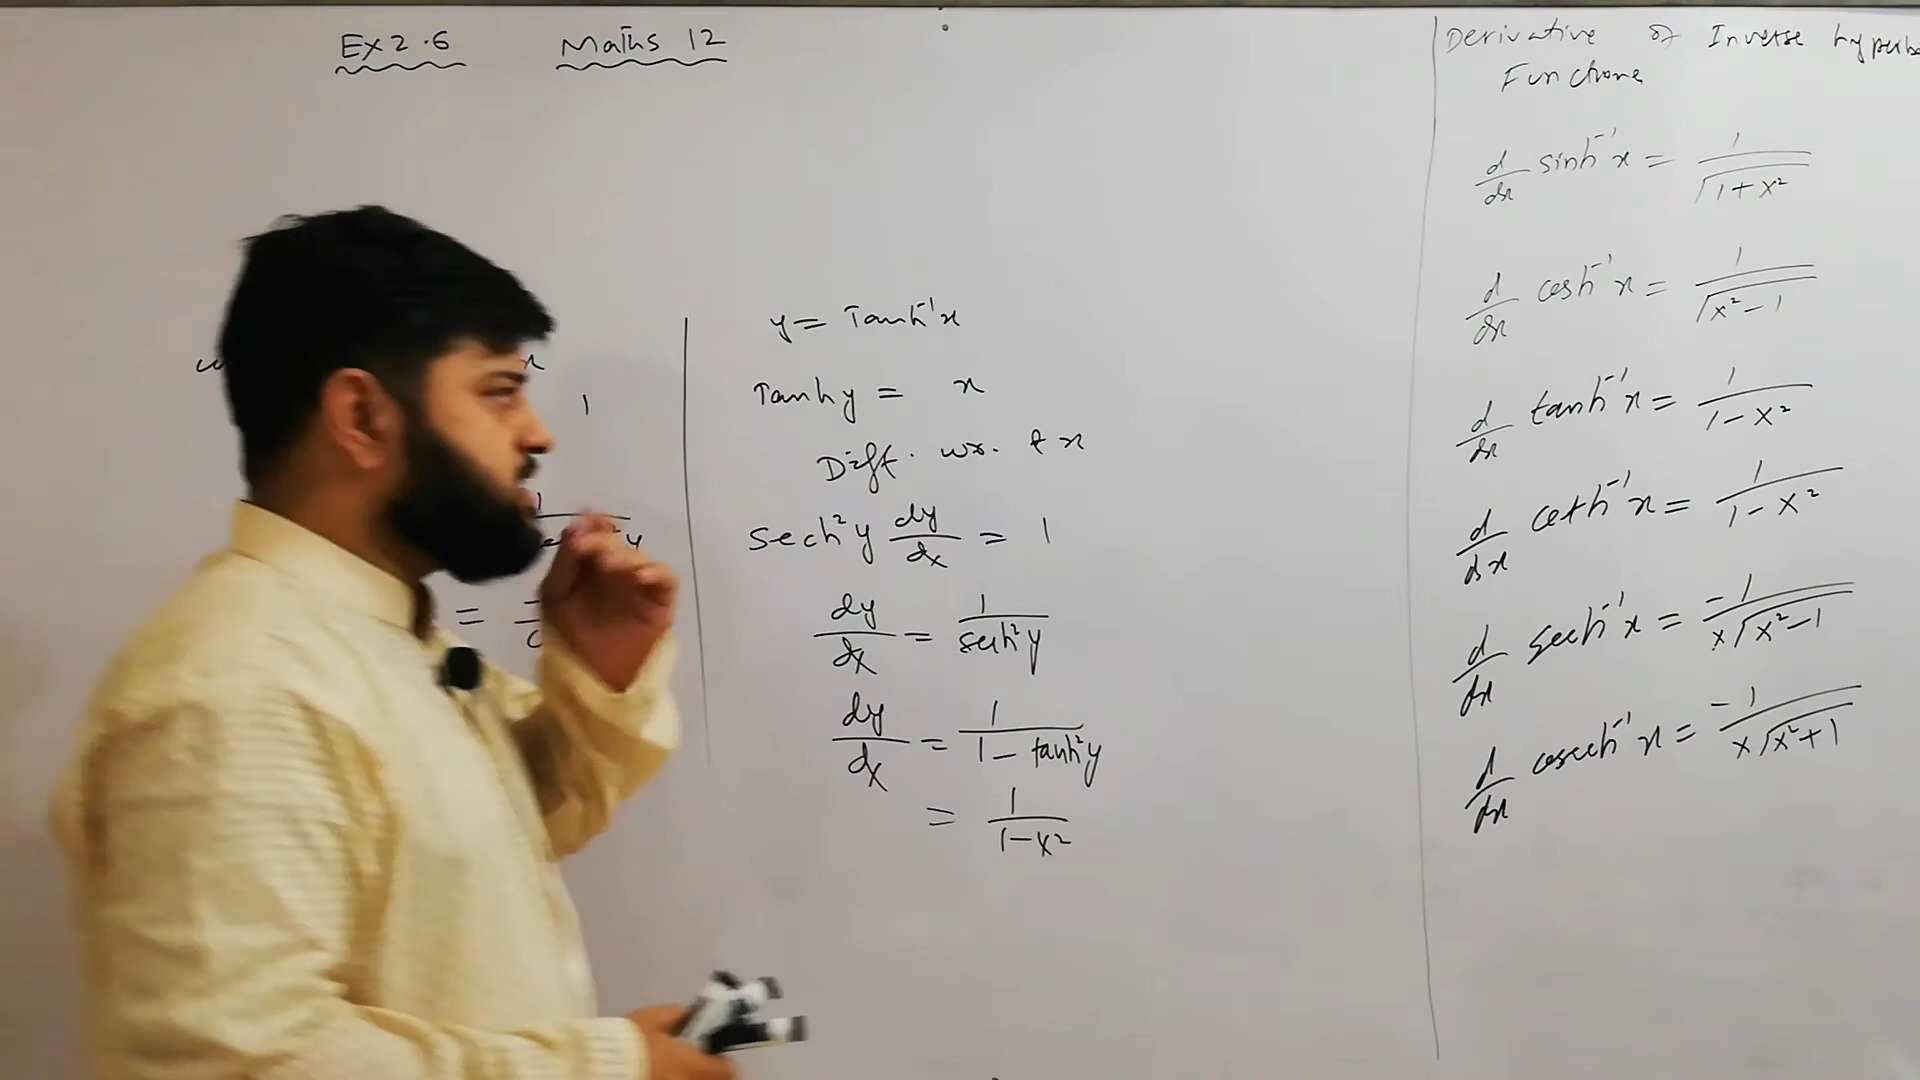 Ex 2.6 Maths 12
1
y = Tanh⁻¹x
Tanhy = x
Diff. wr. t x
Sech²y dy/dx = 1
dy/dx = 1/sech²y
dy/dx = 1/(1 - tanh²y)
= 1/(1-x²)
Derivative of Inverse
Functions
d/dx sinh⁻¹x = 1/√(1+x²)
d/dx cosh⁻¹x = 1/√(x²-1)
d/dx tanh⁻¹x = 1/(1-x²)
d/dx coth⁻¹x = 1/(1-x²)
d/dx sech⁻¹x = -1/(x√(x²-1))
d/dx cosech⁻¹x = -1/(x√(x²+1))